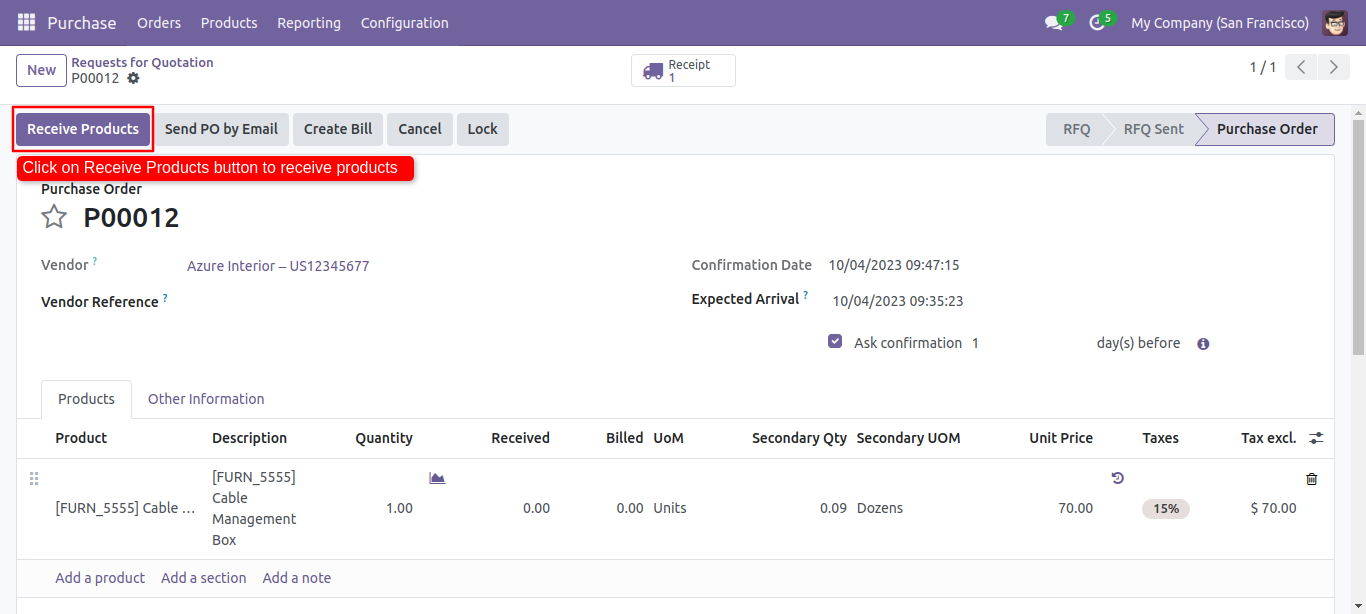 Purchase Orders Products Reporting Configuration 7 5 My Company (San Francisco)
New Requests for Quotation
P00012
Receipt
1
1 / 1
Receive Products Send PO by Email Create Bill Cancel Lock RFQ RFQ Sent Purchase Order
Click on Receive Products button to receive products
Purchase Order
P00012
Vendor ? Azure Interior – US12345677 Confirmation Date 10/04/2023 09:47:15
Vendor Reference ? Expected Arrival ? 10/04/2023 09:35:23
Ask confirmation 1 day(s) before
Products Other Information
Product Description Quantity Received Billed UoM Secondary Qty Secondary UOM Unit Price Taxes Tax excl.
[FURN_5555]
Cable
Management
Box
[FURN_5555] Cable ... 1.00 0.00 0.00 Units 0.09 Dozens 70.00 15% $ 70.00
Add a product Add a section Add a note